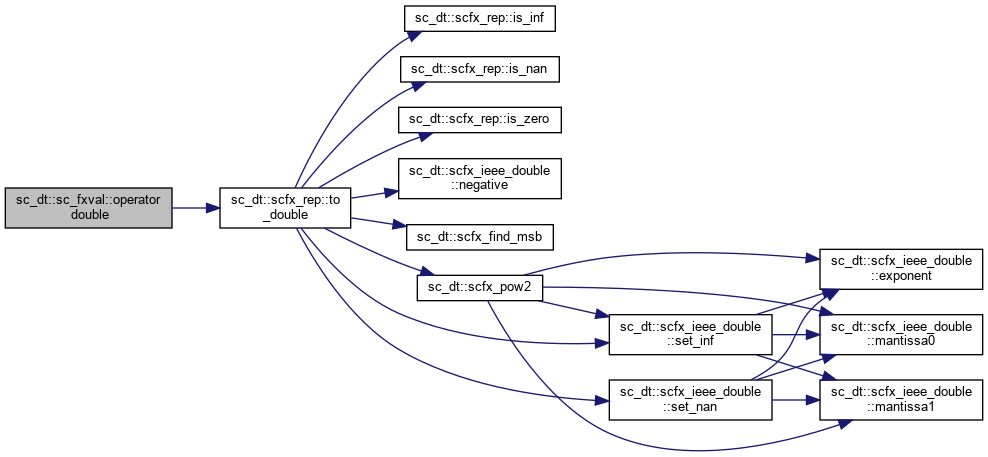 sc_dt::sc_fxval::operator
double
sc_dt::scfx_rep::to
_double
sc_dt::scfx_rep::is_inf
sc_dt::scfx_rep::is_nan
sc_dt::scfx_rep::is_zero
sc_dt::scfx_ieee_double
::negative
sc_dt::scfx_find_msb
sc_dt::scfx_pow2
sc_dt::scfx_ieee_double
::set_inf
sc_dt::scfx_ieee_double
::set_nan
sc_dt::scfx_ieee_double
::exponent
sc_dt::scfx_ieee_double
::mantissa0
sc_dt::scfx_ieee_double
::mantissa1